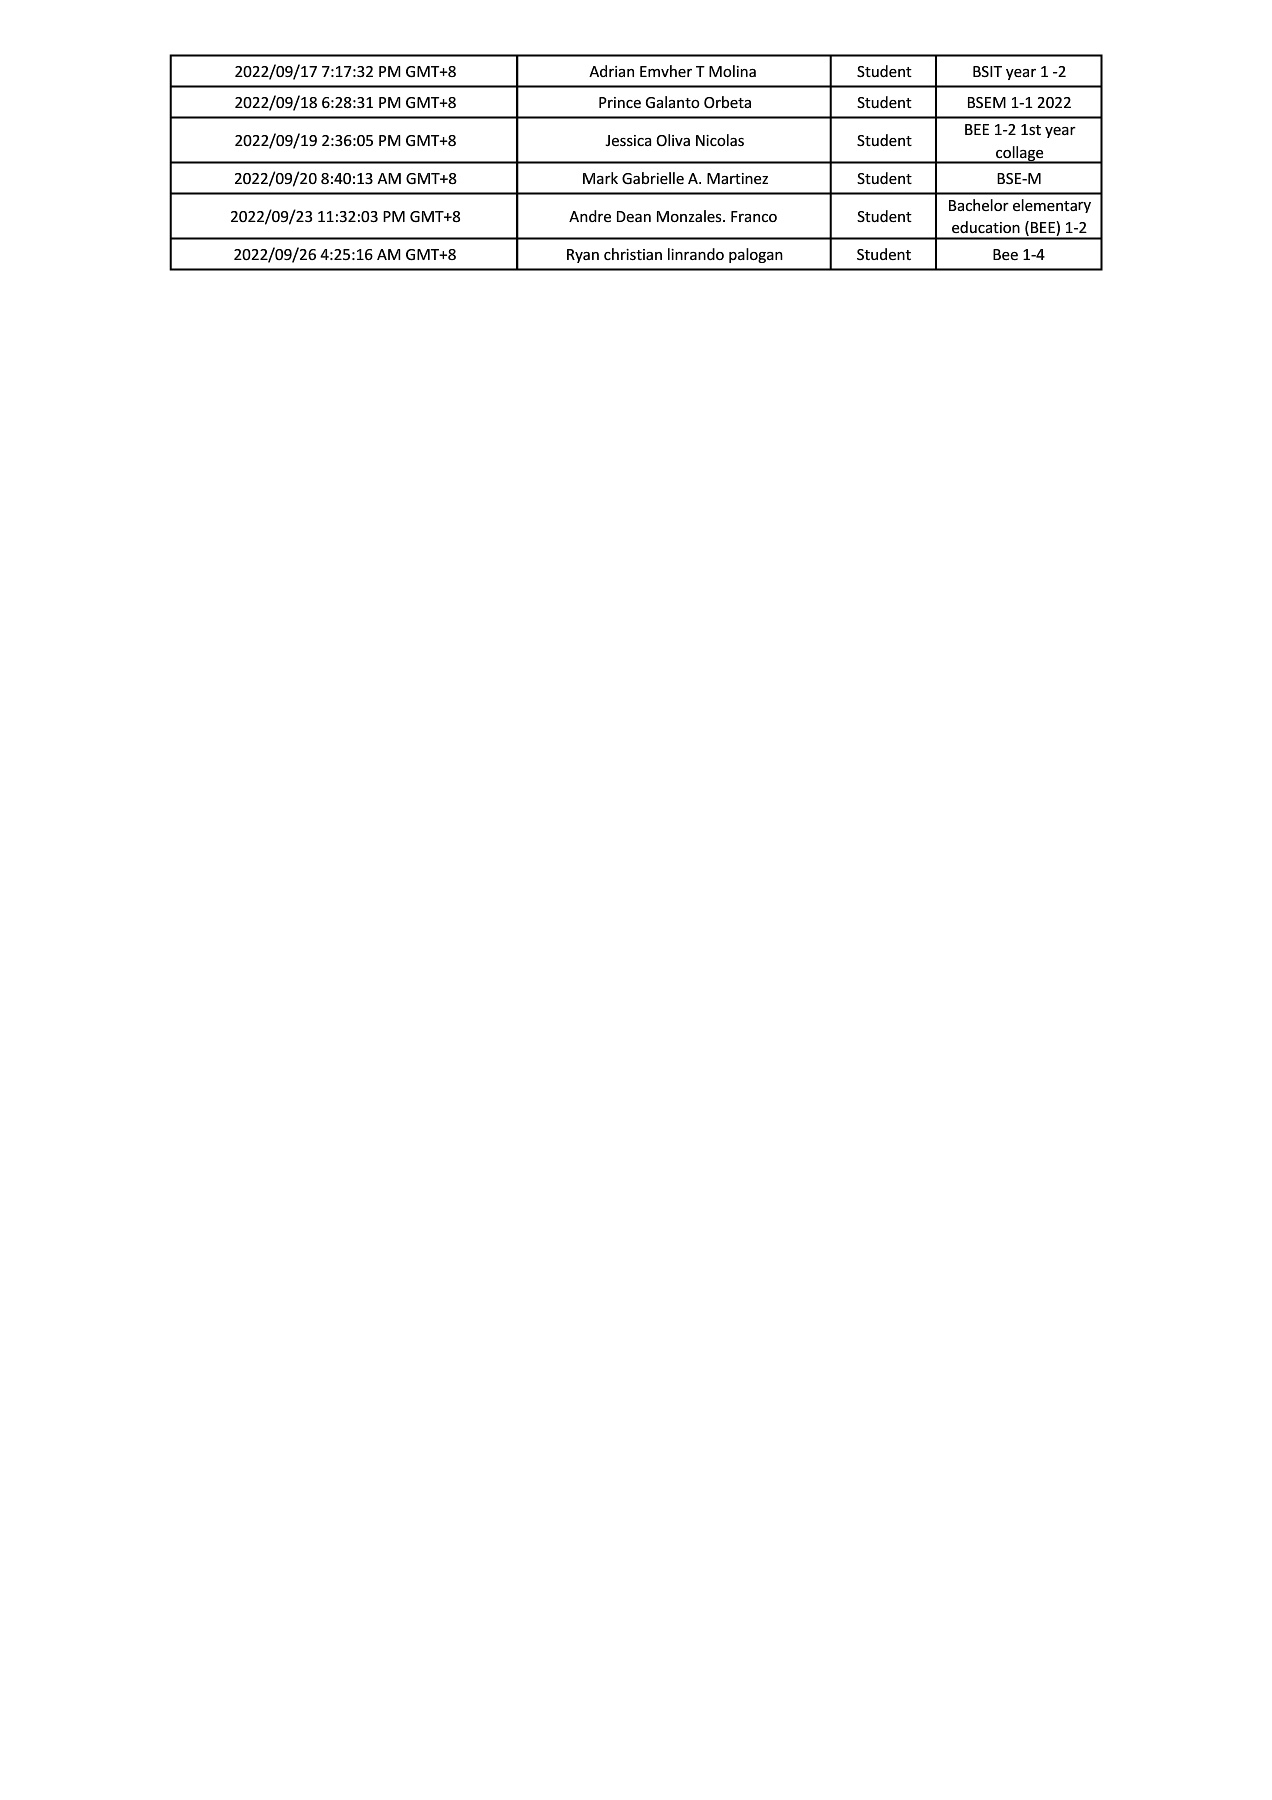 2022/09/17 7:17:32 PM GMT+8 Adrian Emvher T Molina Student BSIT year 1 -2
2022/09/18 6:28:31 PM GMT+8 Prince Galanto Orbeta Student BSEM 1-1 2022
2022/09/19 2:36:05 PM GMT+8 Jessica Oliva Nicolas Student BEE 1-2 1st year
collage
2022/09/20 8:40:13 AM GMT+8 Mark Gabrielle A. Martinez Student BSE-M
2022/09/23 11:32:03 PM GMT+8 Andre Dean Monzales. Franco Student Bachelor elementary
education (BEE) 1-2
2022/09/26 4:25:16 AM GMT+8 Ryan christian linrando palogan Student Bee 1-4